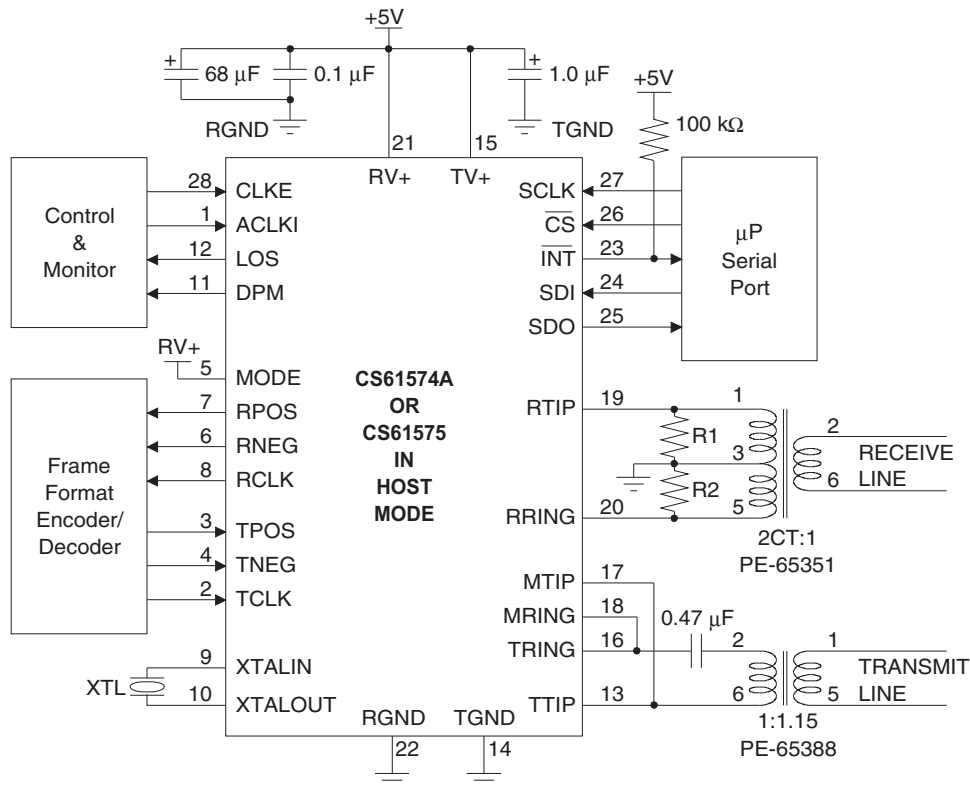 +5V
+
68 μF
0.1 μF
+
1.0 μF
+5V
RGND
TGND
100 kΩ
21
15
RV+
TV+
Control
&
Monitor
28
CLKE
1
ACLKI
12
LOS
11
DPM
SCLK
27
CS
26
INT
23
SDI
24
SDO
25
μP
Serial
Port
RV+
5
MODE
7
RPOS
6
RNEG
8
RCLK
3
TPOS
4
TNEG
2
TCLK
Frame
Format
Encoder/
Decoder
CS61574A
OR
CS61575
IN
HOST
MODE
RTIP
19
R1
R2
RRING
20
1
3
5
2
6
RECEIVE
LINE
2CT:1
PE-65351
MTIP
17
MRING
18
TRING
16
TTIP
13
0.47 μF
2
6
1
5
TRANSMIT
LINE
1:1.15
PE-65388
XTL
9
XTALIN
10
XTALOUT
RGND
TGND
22
14